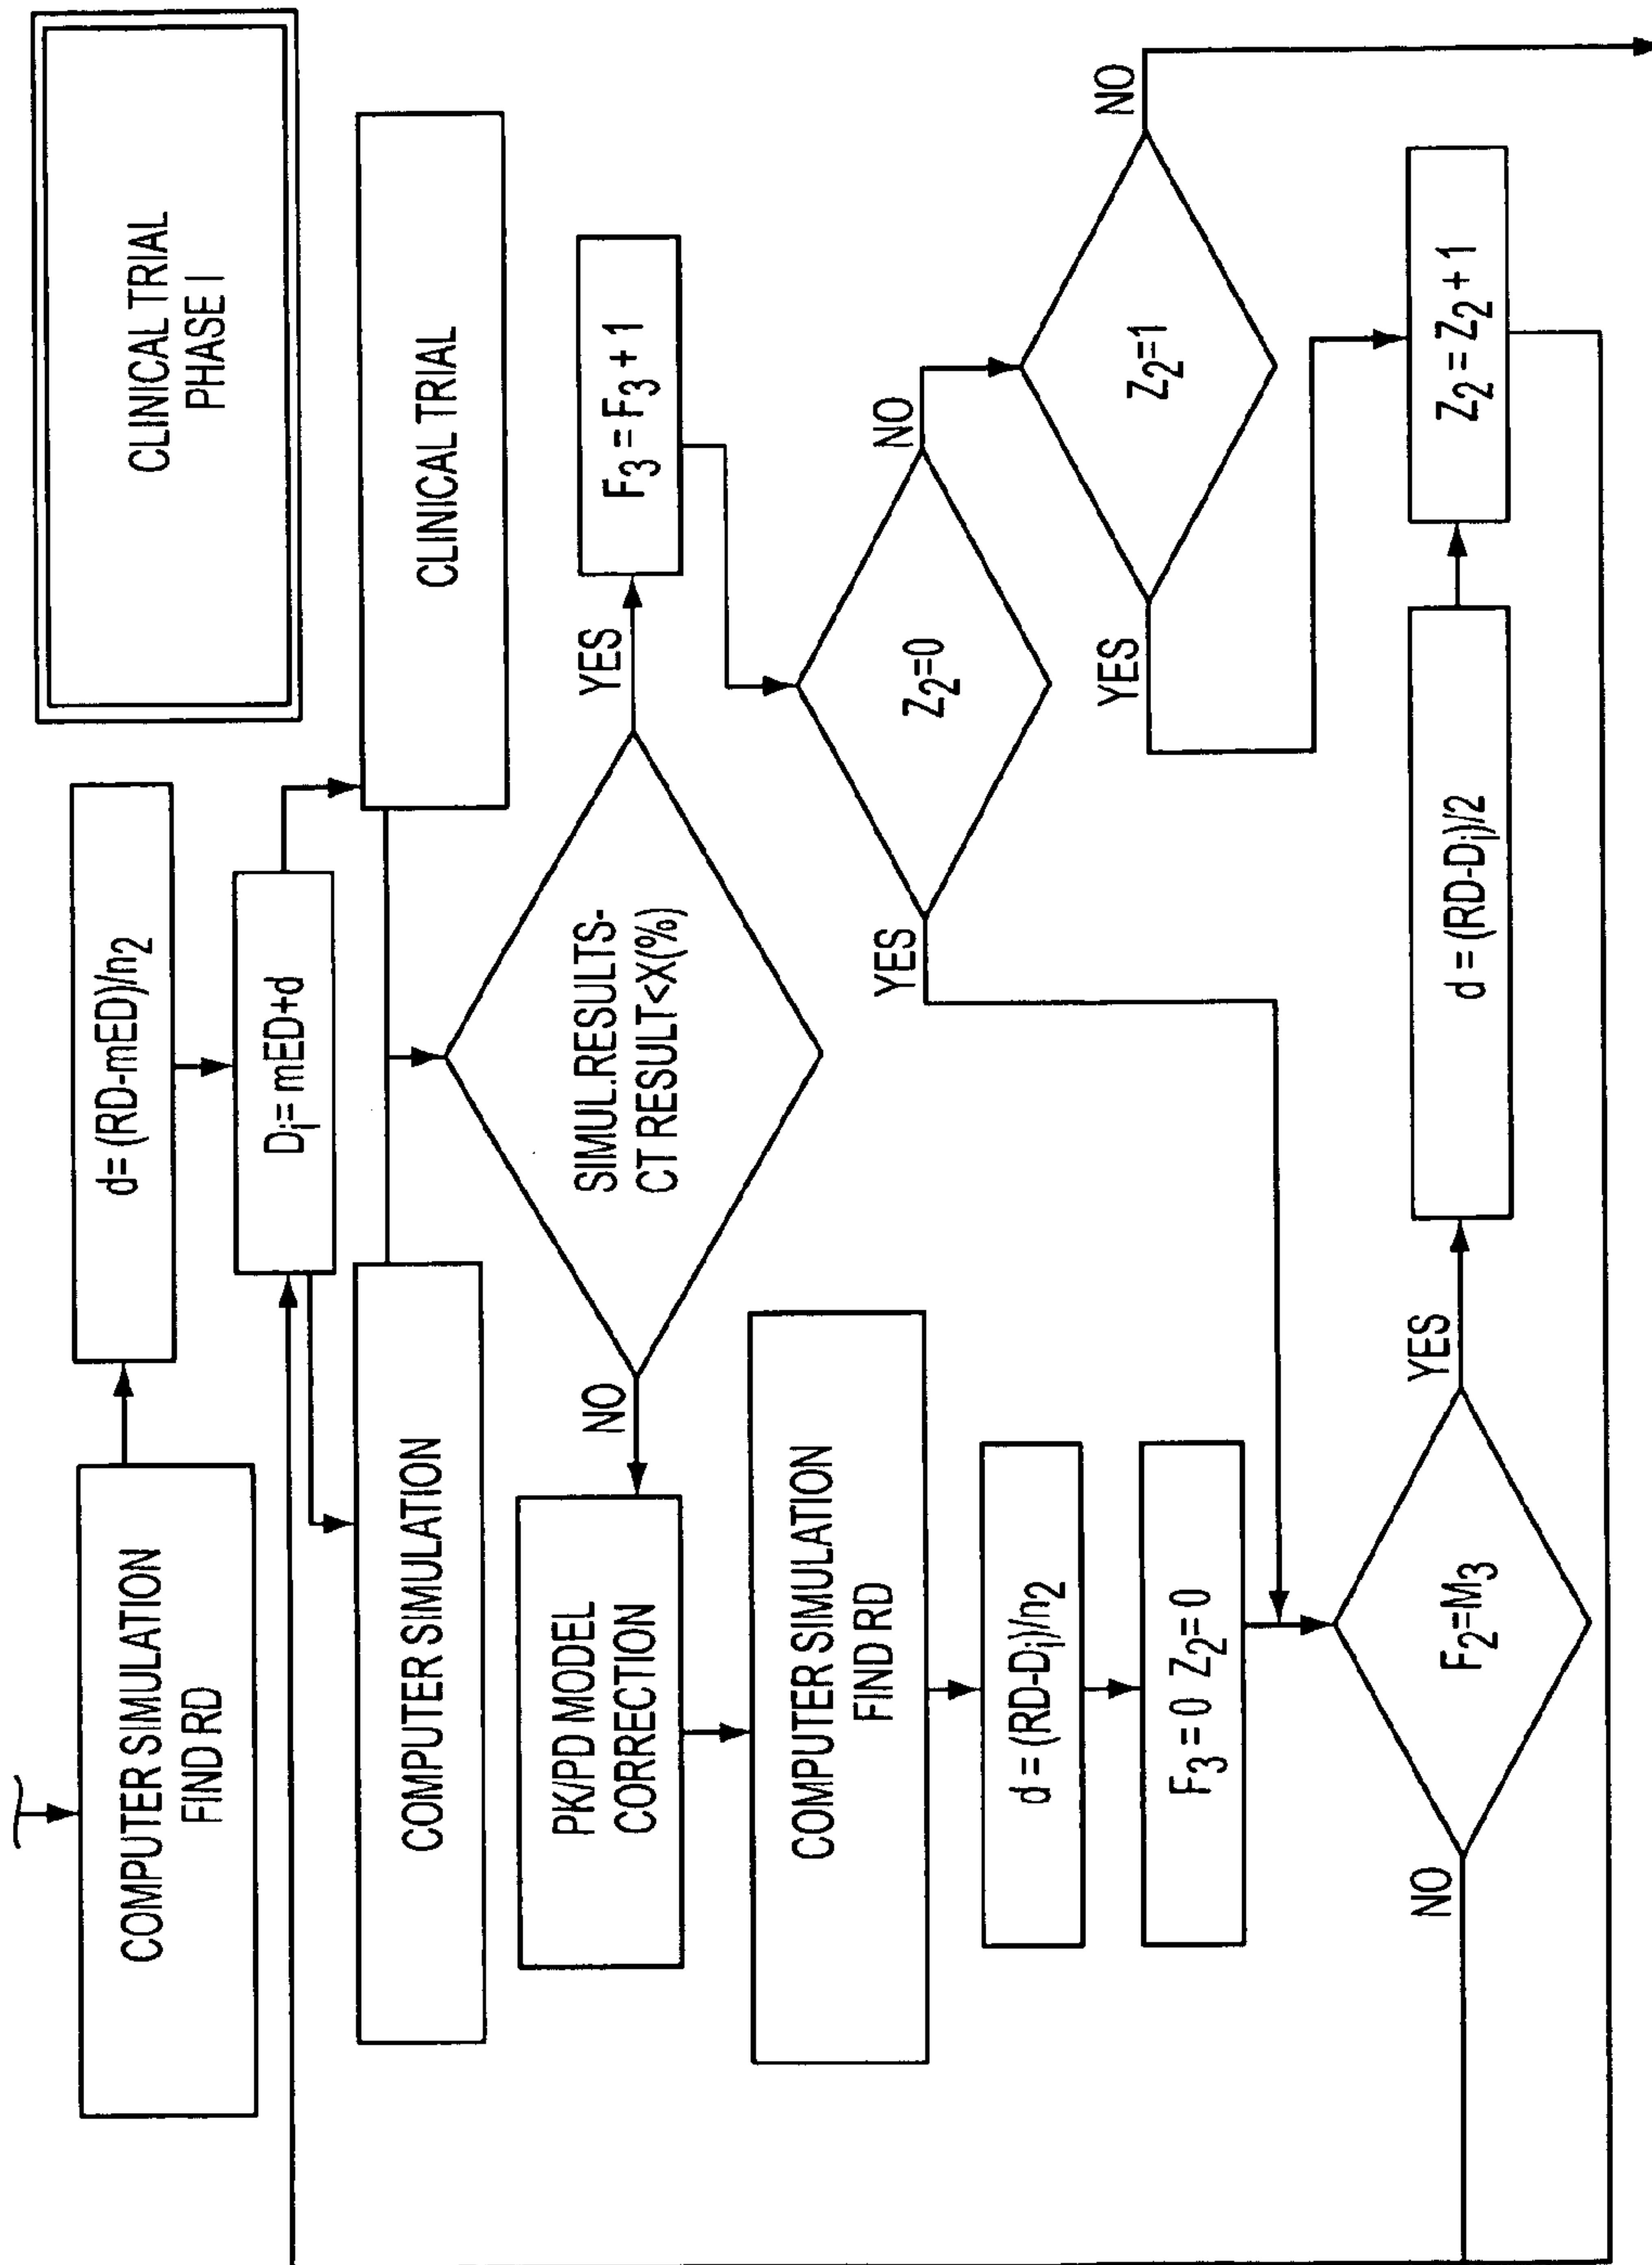 CLINICAL TRIAL
PHASE I
COMPUTER SIMULATION
FIND RD
d= (RD-mED)/n₂
Dᵢ= mED+d
COMPUTER SIMULATION
CLINICAL TRIAL
SIMUL.RESULTS-
CT RESULT<X(%)
NO
YES
PK/PD MODEL
CORRECTION
F₃ = F₃ + 1
COMPUTER SIMULATION
FIND RD
Z₂=0
YES
NO
d = (RD-Dᵢ)/n₂
Z₂=1
YES
NO
F₃ = 0 Z₂= 0
F₂=M₃
NO
YES
d = (RD-Dᵢ)/2
Z₂ = Z₂ + 1